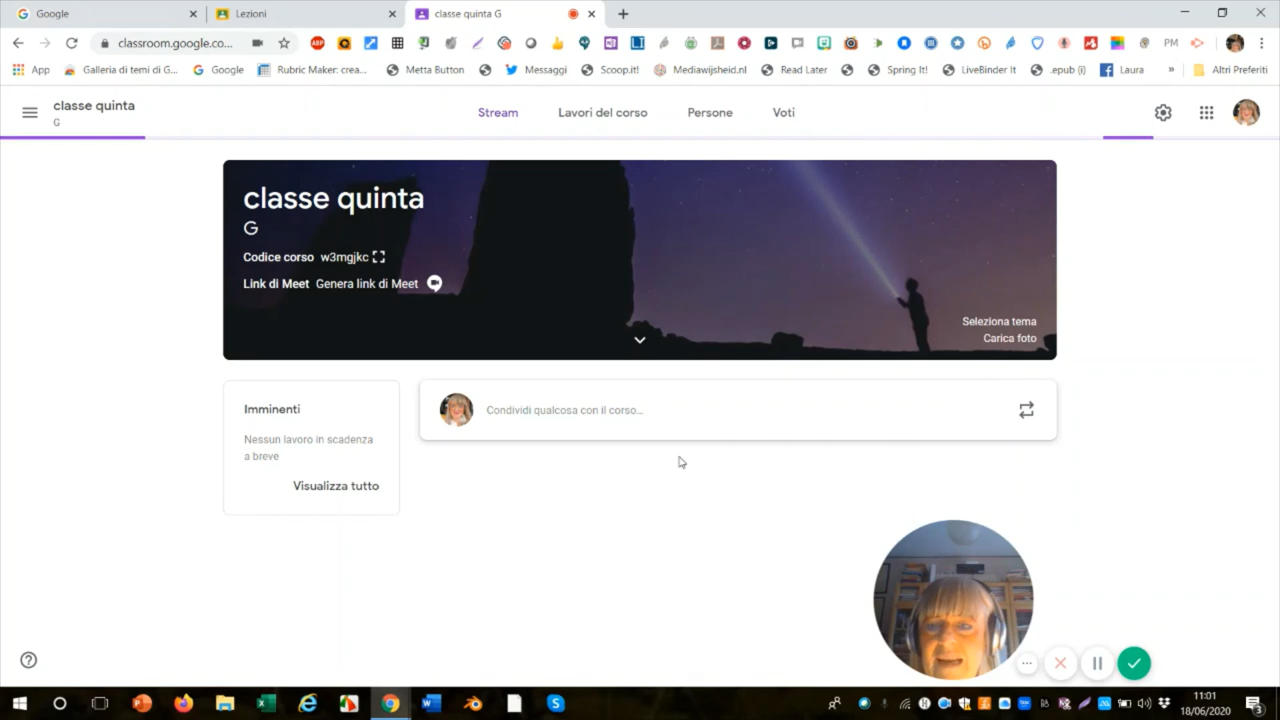 Google
Lezioni
classe quinta G
classroom.google.co...
PM
App
Galleria di temi di G...
Google
Rubric Maker: crea...
Metta Button
Messaggi
Scoop.it!
Mediawijsheid.nl
Read Later
Spring It!
LiveBinder It
.epub (i)
Laura
»
Altri Preferiti
classe quinta
G
Stream
Lavori del corso
Persone
Voti
classe quinta
G
Codice corso w3mgjkc
Link di Meet Genera link di Meet
Seleziona tema
Carica foto
Imminenti
Nessun lavoro in scadenza
a breve
Visualizza tutto
Condividi qualcosa con il corso...
11:01
18/06/2020
3